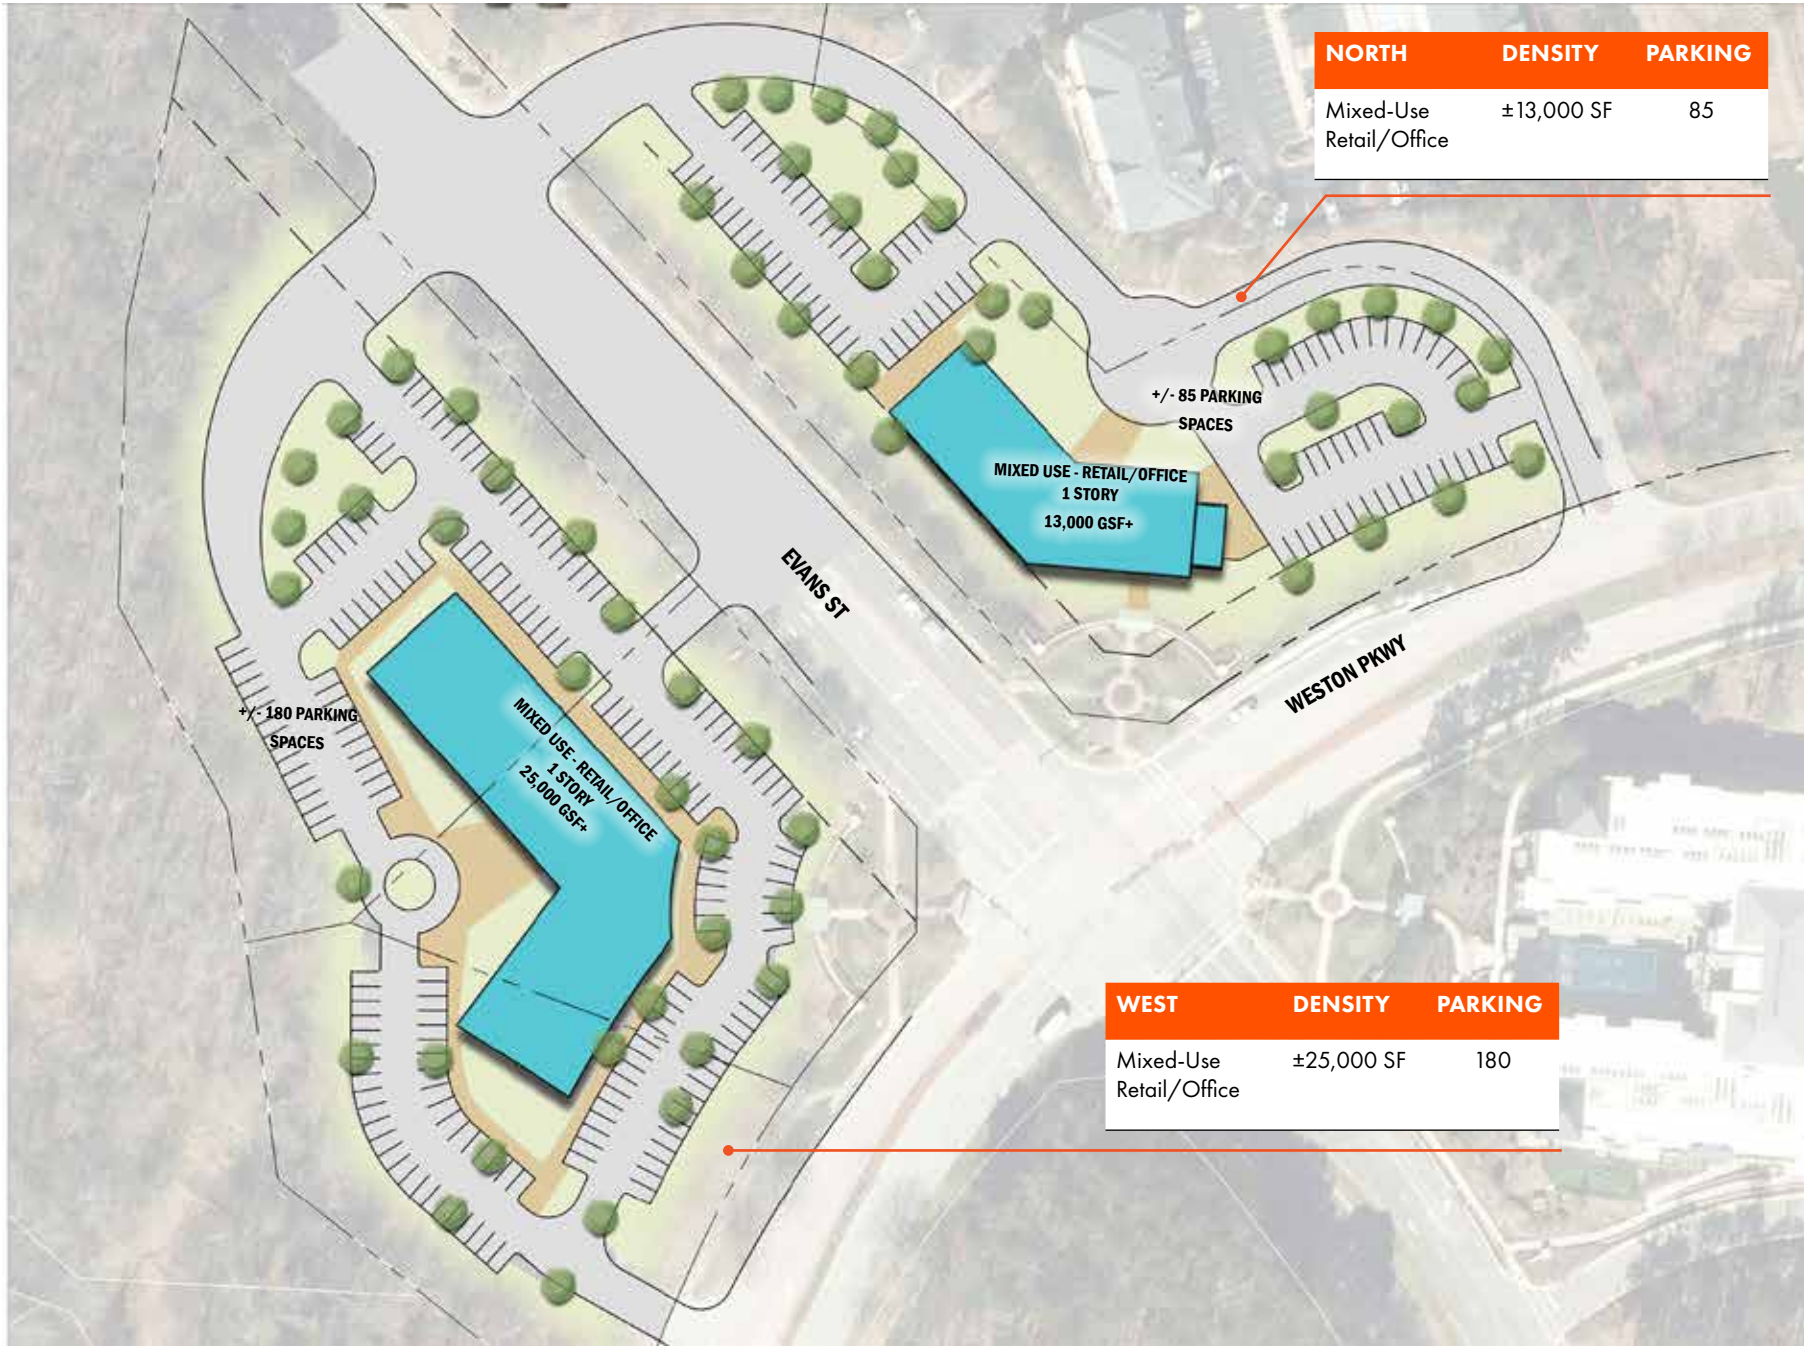 NORTH DENSITY PARKING
Mixed-Use ±13,000 SF 85
Retail/Office
+/- 85 PARKING
SPACES
MIXED USE - RETAIL/OFFICE
1 STORY
13,000 GSF+
EVANS ST
WESTON PKWY
+/- 180 PARKING
SPACES
MIXED USE - RETAIL/OFFICE
1 STORY
25,000 GSF+
WEST DENSITY PARKING
Mixed-Use ±25,000 SF 180
Retail/Office